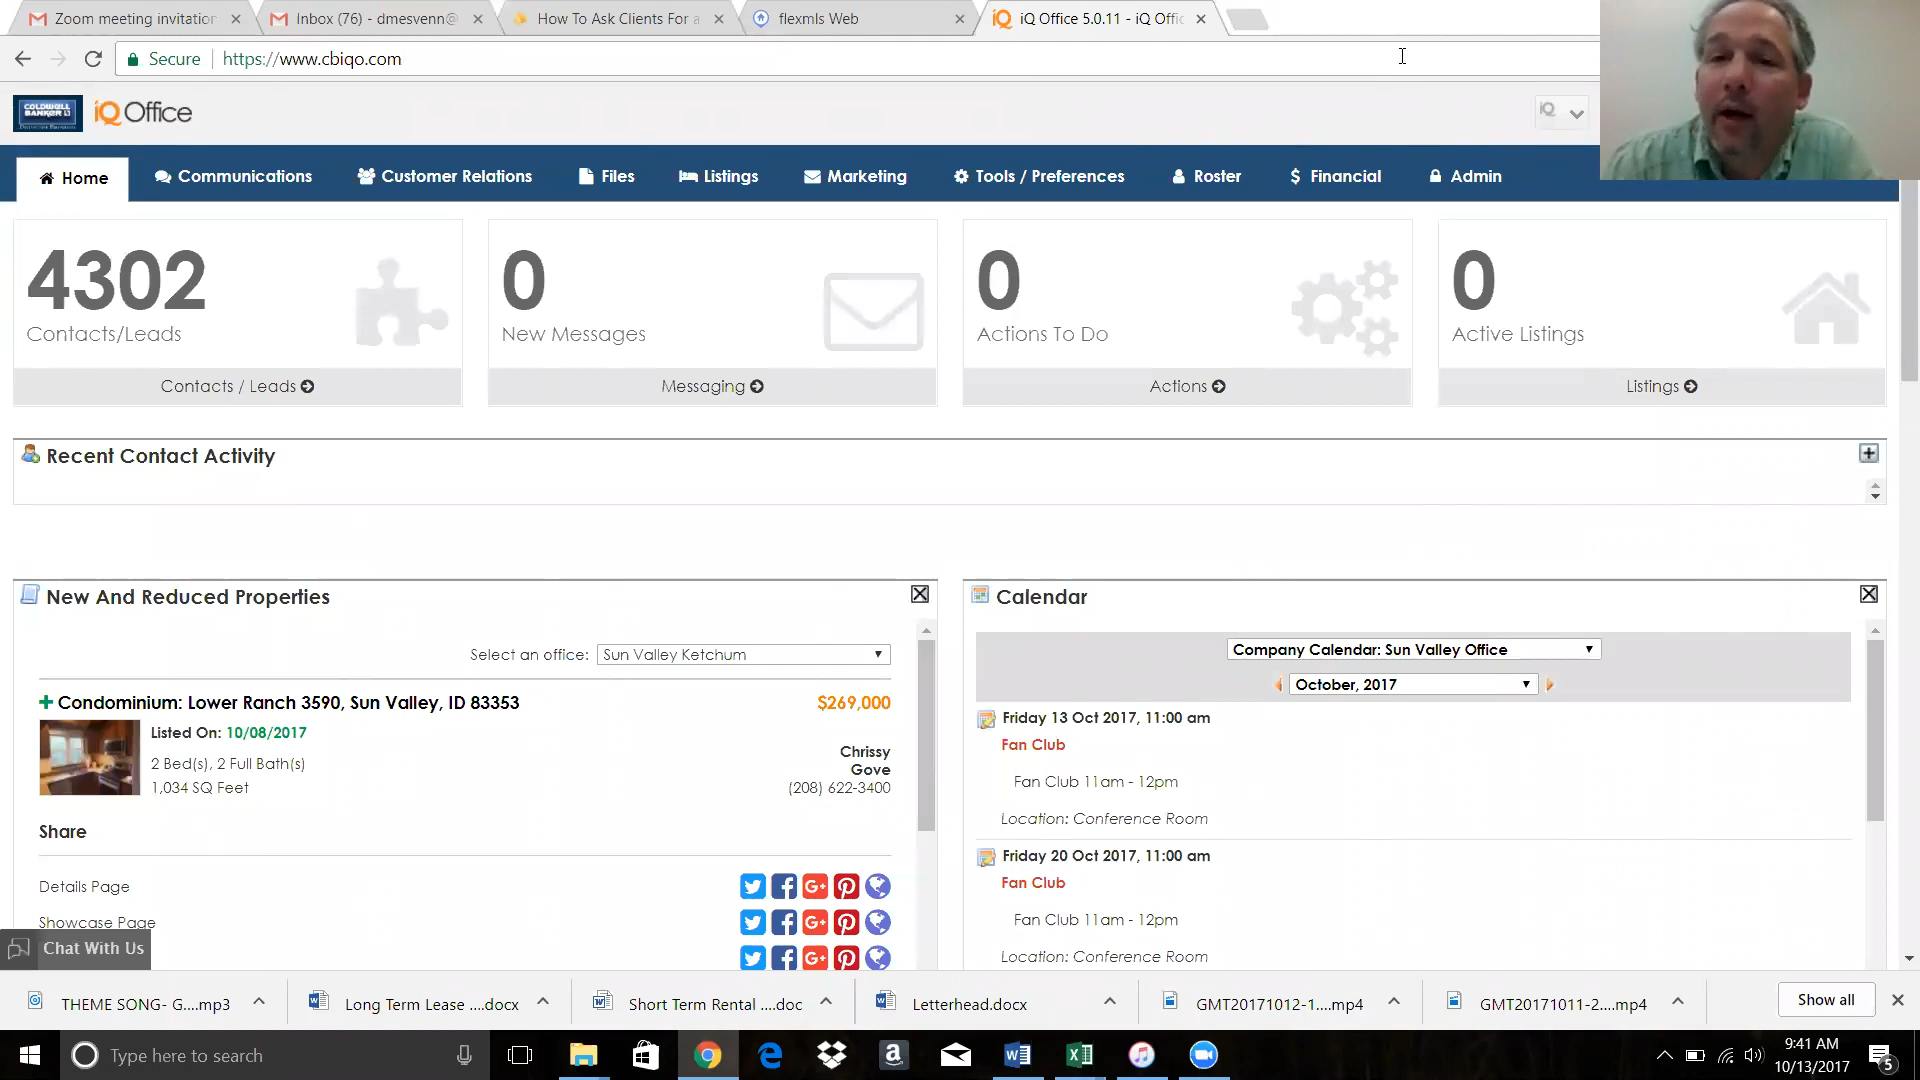 Zoom meeting invitation
Inbox (76) - dmesvenn@
How To Ask Clients For a
flexmls Web
iQ Office 5.0.11 - iQ Offic
Secure
https://www.cbiqo.com
COLDWELL BANKER
iQ Office
iQ
Home
Communications
Customer Relations
Files
Listings
Marketing
Tools / Preferences
Roster
$ Financial
Admin
4302
Contacts/Leads
Contacts / Leads
0
New Messages
Messaging
0
Actions To Do
Actions
0
Active Listings
Listings
Recent Contact Activity
New And Reduced Properties
Select an office: Sun Valley Ketchum
Condominium: Lower Ranch 3590, Sun Valley, ID 83353
$269,000
Listed On: 10/08/2017
2 Bed(s), 2 Full Bath(s)
1,034 SQ Feet
Chrissy
Gove
(208) 622-3400
Share
Details Page
Showcase Page
Chat With Us
Calendar
Company Calendar: Sun Valley Office
October, 2017
Friday 13 Oct 2017, 11:00 am
Fan Club
Fan Club 11am - 12pm
Location: Conference Room
Friday 20 Oct 2017, 11:00 am
Fan Club
Fan Club 11am - 12pm
Location: Conference Room
THEME SONG- G....mp3
Long Term Lease ....docx
Short Term Rental ....doc
Letterhead.docx
GMT20171012-1....mp4
GMT20171011-2....mp4
Show all
Type here to search
9:41 AM
10/13/2017
5